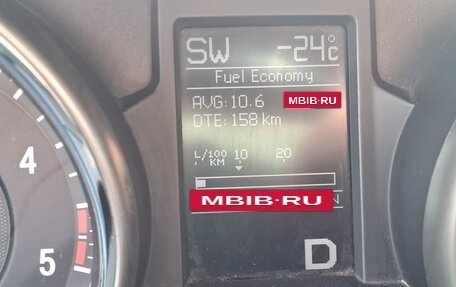 SW -24°C
Fuel Economy
AVG: 10.6 MBIB·RU
DTE: 158 km
L/100 KM 10 20
MBIB·RU
D
4
5